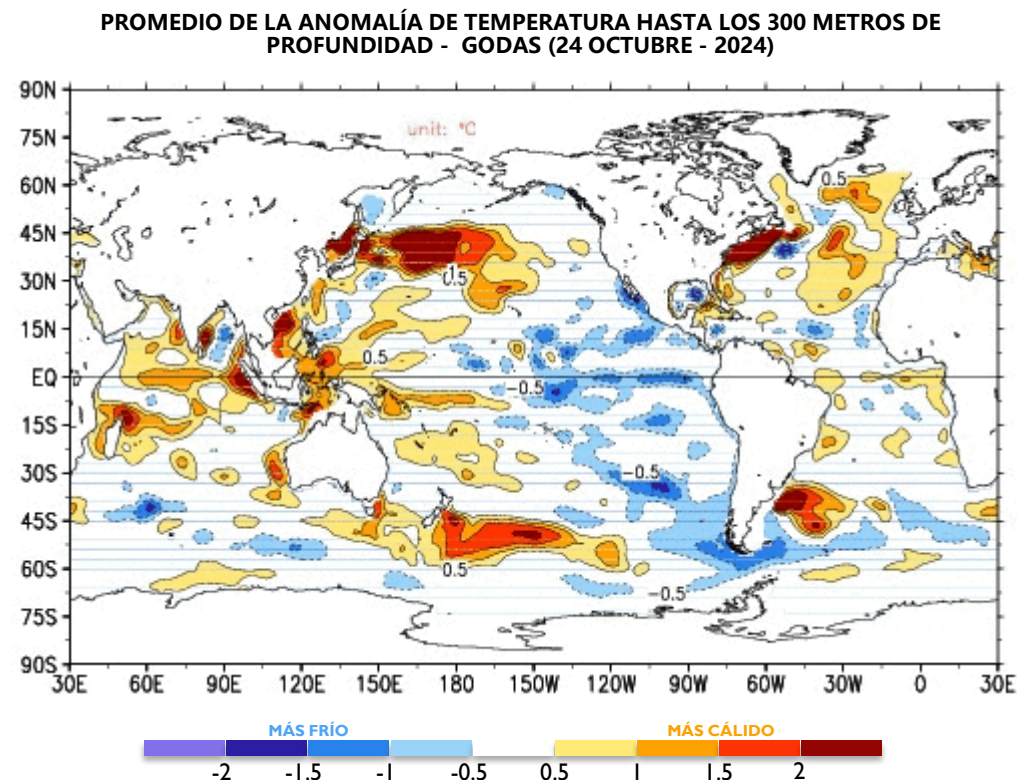 PROMEDIO DE LA ANOMALÍA DE TEMPERATURA HASTA LOS 300 METROS DE
PROFUNDIDAD - GODAS (24 OCTUBRE - 2024)
90N
unit: °C
75N
60N
0.5
45N
1.5
0.5
30N
15N
0.5
EQ
-0.5
15S
30S
-0.5
45S
60S
0.5
-0.5
75S
90S
30E 60E 90E 120E 150E 180 150W 120W 90W 60W 30W 0 30E
MÁS FRÍO MÁS CÁLIDO
-2 -1.5 -1 -0.5 0.5 1 1.5 2